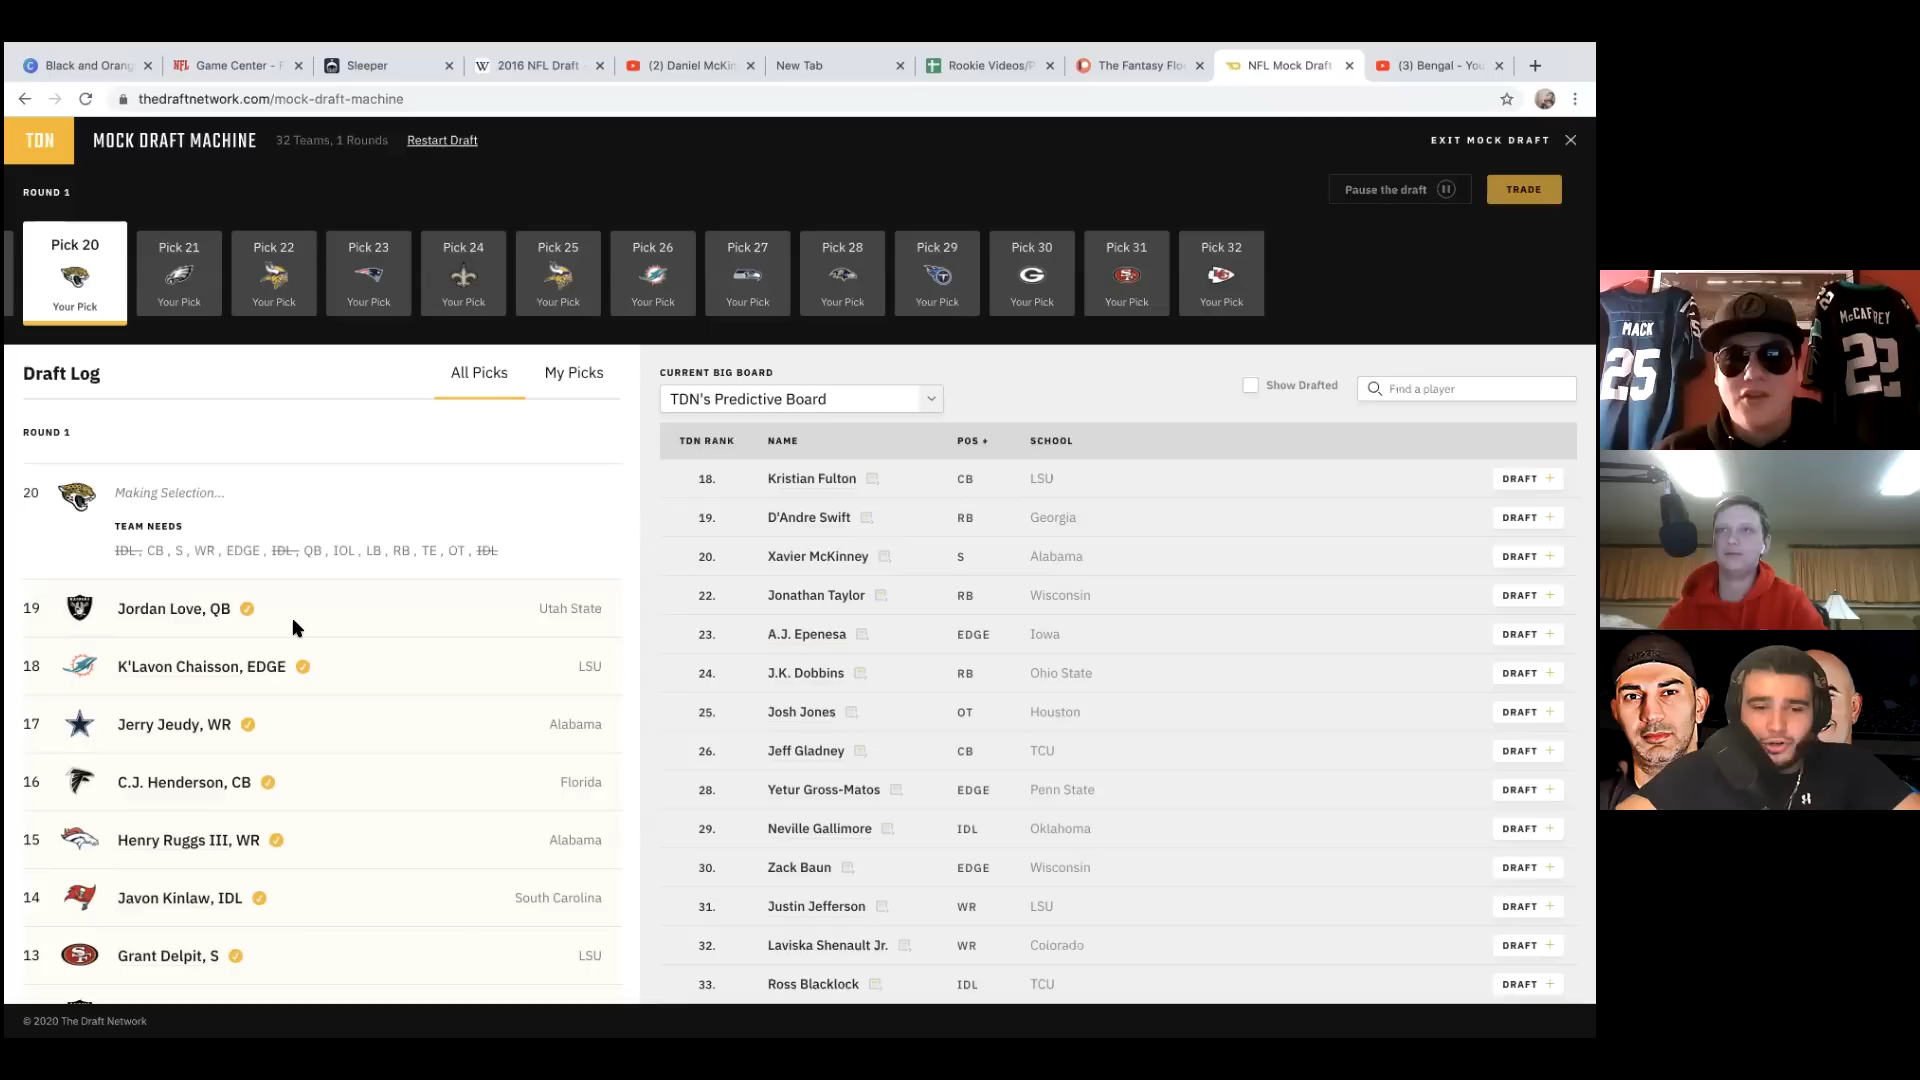 Black and Orang
NFL Game Center - F
Sleeper
W 2016 NFL Draft
(2) Daniel McKin
New Tab
Rookie Videos/P
The Fantasy Flo
NFL Mock Draft
(3) Bengal - You
thedraftnetwork.com/mock-draft-machine
TDN MOCK DRAFT MACHINE 32 Teams, 1 Rounds Restart Draft EXIT MOCK DRAFT
ROUND 1 Pause the draft TRADE
Pick 20 Pick 21 Pick 22 Pick 23 Pick 24 Pick 25 Pick 26 Pick 27 Pick 28 Pick 29 Pick 30 Pick 31 Pick 32
Your Pick Your Pick Your Pick Your Pick Your Pick Your Pick Your Pick Your Pick Your Pick Your Pick Your Pick Your Pick Your Pick
Draft Log All Picks My Picks
ROUND 1
20 Making Selection...
TEAM NEEDS
IDL , CB , S , WR , EDGE , IDL , QB , IOL , LB , RB , TE , OT , IDL
19 RAIDERS Jordan Love, QB Utah State
18 K'Lavon Chaisson, EDGE LSU
17 Jerry Jeudy, WR Alabama
16 C.J. Henderson, CB Florida
15 Henry Ruggs III, WR Alabama
14 Javon Kinlaw, IDL South Carolina
13 SF Grant Delpit, S LSU
CURRENT BIG BOARD
TDN's Predictive Board
Show Drafted
Find a player
TDN RANK NAME POS + SCHOOL
18. Kristian Fulton CB LSU DRAFT +
19. D'Andre Swift RB Georgia DRAFT +
20. Xavier McKinney S Alabama DRAFT +
22. Jonathan Taylor RB Wisconsin DRAFT +
23. A.J. Epenesa EDGE Iowa DRAFT +
24. J.K. Dobbins RB Ohio State DRAFT +
25. Josh Jones OT Houston DRAFT +
26. Jeff Gladney CB TCU DRAFT +
28. Yetur Gross-Matos EDGE Penn State DRAFT +
29. Neville Gallimore IDL Oklahoma DRAFT +
30. Zack Baun EDGE Wisconsin DRAFT +
31. Justin Jefferson WR LSU DRAFT +
32. Laviska Shenault Jr. WR Colorado DRAFT +
33. Ross Blacklock IDL TCU DRAFT +
© 2020 The Draft Network
MACK
25
McCAFREY
22